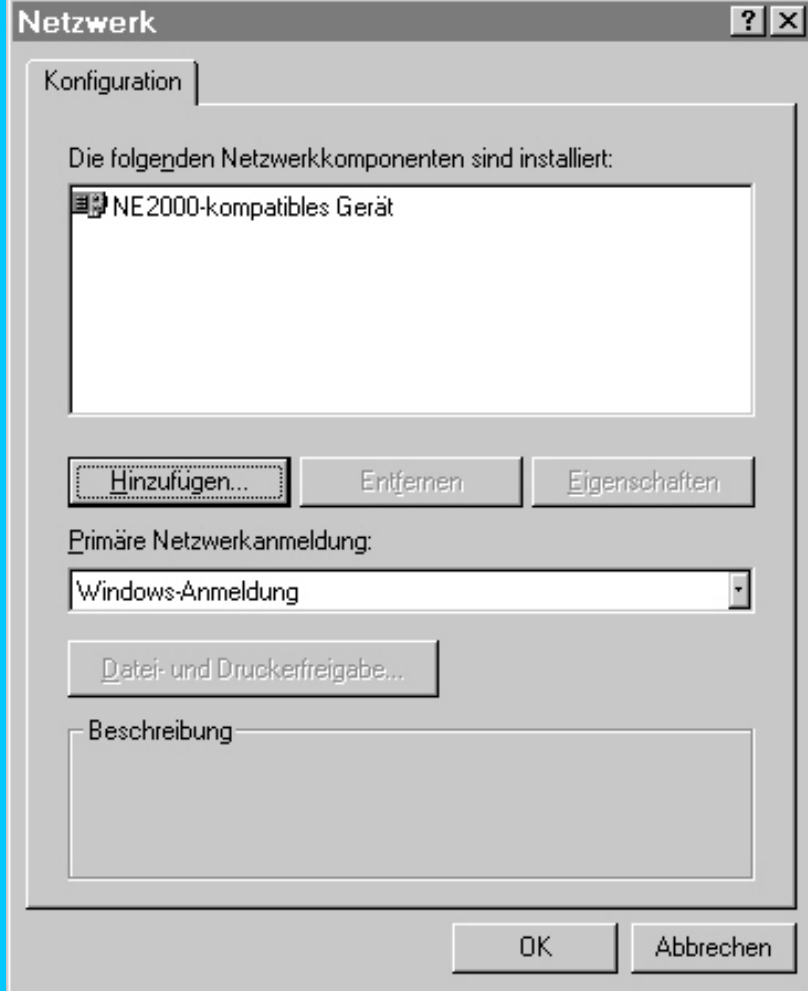 Netzwerk
Konfiguration
Die folgenden Netzwerkkomponenten sind installiert:
NE2000-kompatibles Gerät
Hinzufügen... Entfernen Eigenschaften
Primäre Netzwerkanmeldung:
Windows-Anmeldung
Datei- und Druckerfreigabe...
Beschreibung
OK Abbrechen